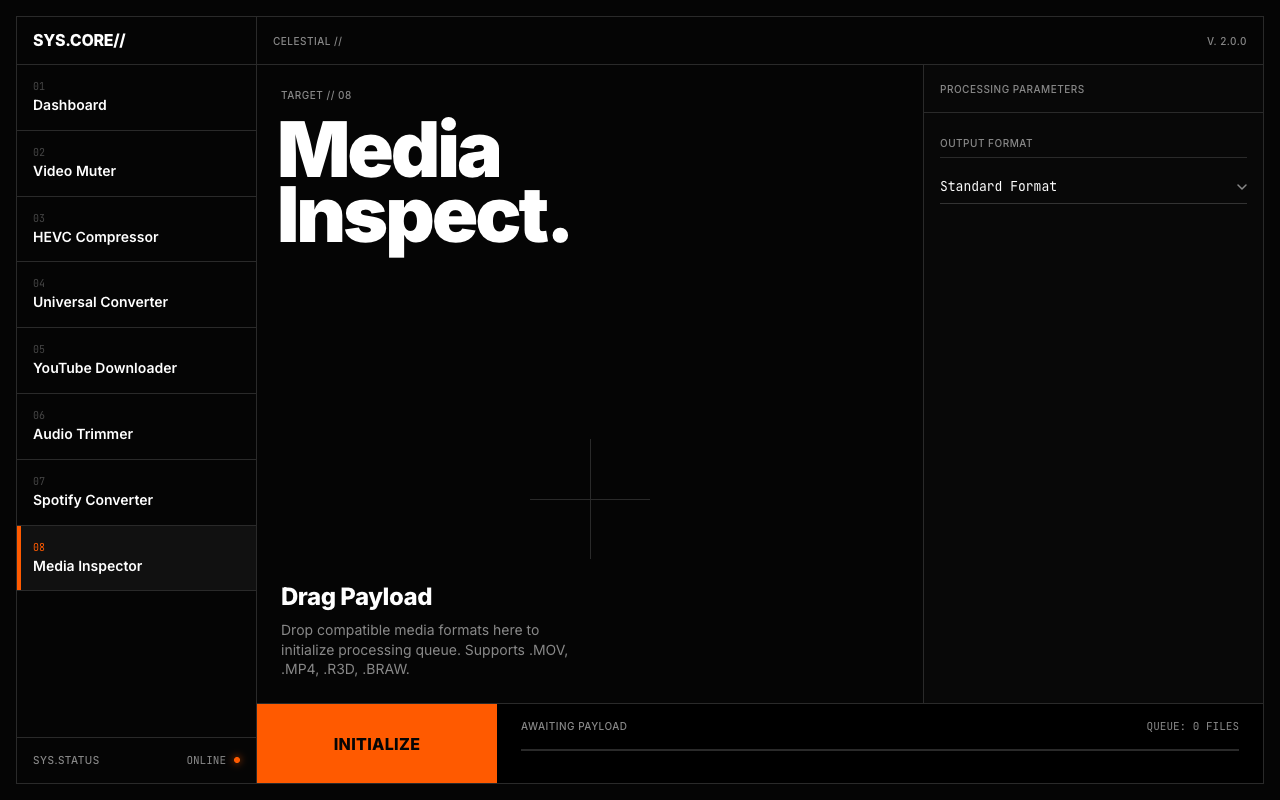 SYS.CORE//
CELESTIAL //
V. 2.0.0
01
Dashboard
02
Video Muter
03
HEVC Compressor
04
Universal Converter
05
YouTube Downloader
06
Audio Trimmer
07
Spotify Converter
08
Media Inspector
SYS.STATUS
ONLINE
TARGET // 08
Media
Inspect.
Drag Payload
Drop compatible media formats here to
initialize processing queue. Supports .MOV,
.MP4, .R3D, .BRAW.
PROCESSING PARAMETERS
OUTPUT FORMAT
Standard Format
INITIALIZE
AWAITING PAYLOAD
QUEUE: 0 FILES